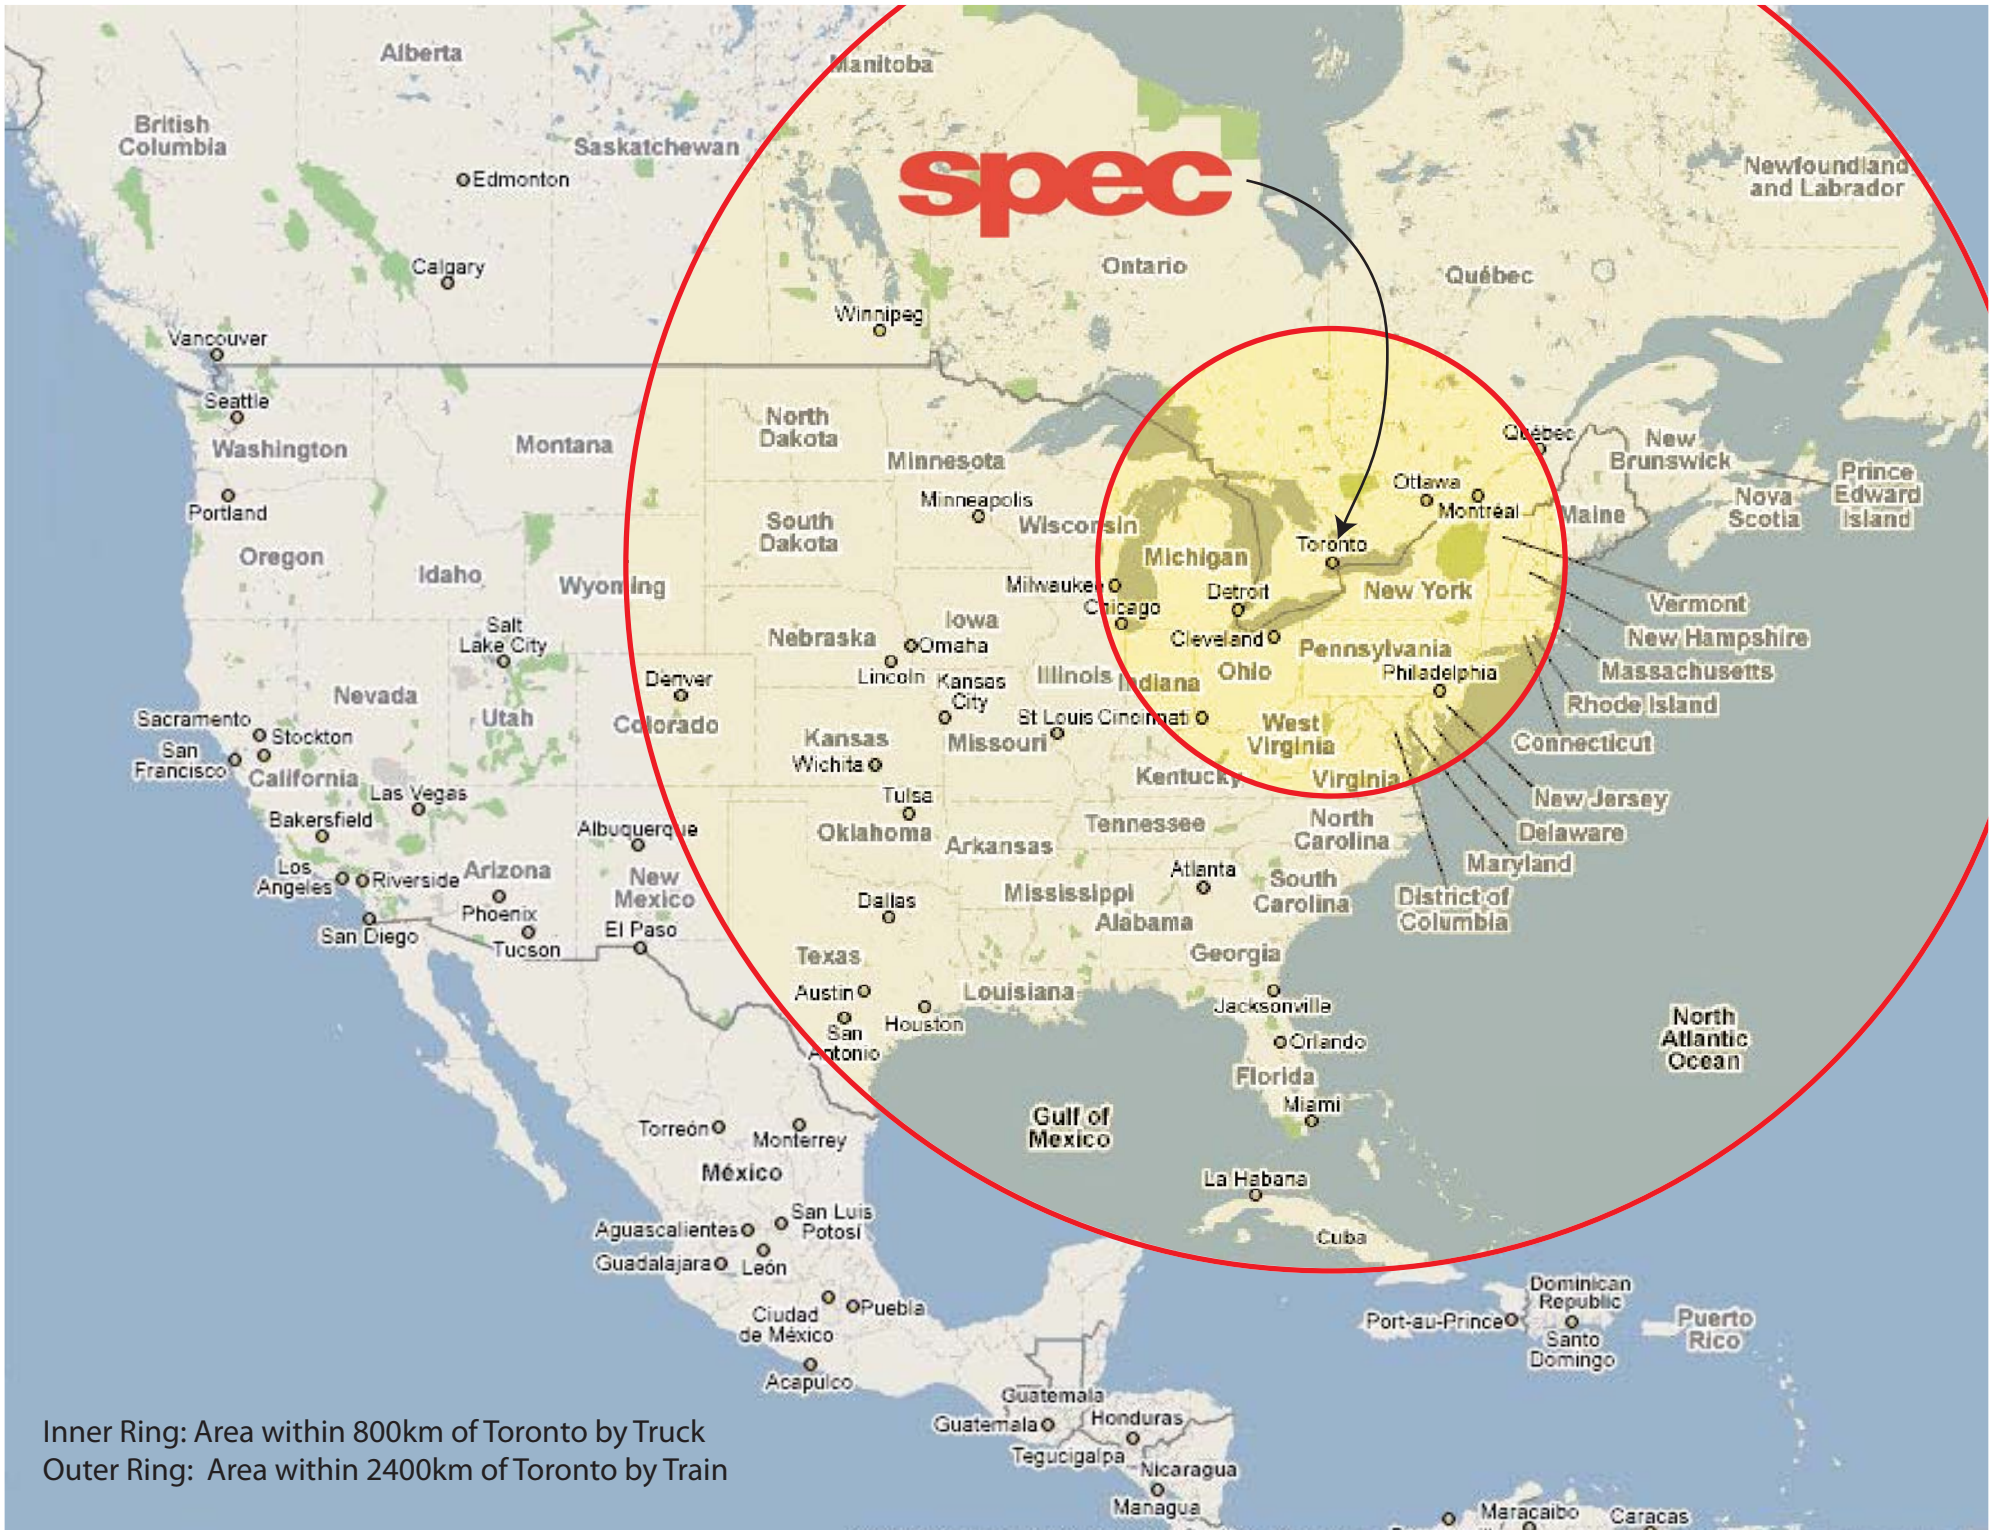 Alberta
Manitoba
British
Columbia
Saskatchewan
Edmonton
spec
Newfoundland
and Labrador
Calgary
Ontario
Québec
Winnipeg
Vancouver
Seattle
Washington
Montana
North
Dakota
Minnesota
Québec
New
Brunswick
Prince
Edward
Island
Portland
Minneapolis
Ottawa
Montréal
Maine
Nova
Scotia
South
Dakota
Wisconsin
Oregon
Idaho
Wyoming
Michigan
Toronto
Milwaukee
Chicago
Detroit
New York
Vermont
Salt
Lake City
Nebraska
Iowa
Omaha
Lincoln
Cleveland
Pennsylvania
New Hampshire
Massachusetts
Nevada
Utah
Denver
Colorado
Kansas
City
Illinois
Indiana
Ohio
Philadelphia
Rhode Island
Sacramento
Stockton
San
Francisco
California
Kansas
Missouri
St Louis
Cincinnati
West
Virginia
Connecticut
Las Vegas
Wichita
Kentucky
Virginia
New Jersey
Bakersfield
Albuquerque
Tulsa
Oklahoma
Arkansas
Tennessee
North
Carolina
Delaware
Maryland
Los
Angeles
Riverside
Arizona
New
Mexico
Atlanta
South
Carolina
District of
Columbia
Phoenix
Dallas
Mississippi
Alabama
San Diego
Tucson
El Paso
Texas
Georgia
Austin
Louisiana
Jacksonville
San
Antonio
Houston
Orlando
North
Atlantic
Ocean
Florida
Miami
Gulf of
Mexico
Torreón
Monterrey
México
La Habana
Cuba
Aguascalientes
San Luis
Potosí
Guadalajara
León
Ciudad
de México
Puebla
Dominican
Republic
Port-au-Prince
Santo
Domingo
Puerto
Rico
Acapulco
Guatemala
Guatemala
Honduras
Tegucigalpa
Nicaragua
Managua
Maracaibo
Caracas
Inner Ring: Area within 800km of Toronto by Truck
Outer Ring: Area within 2400km of Toronto by Train